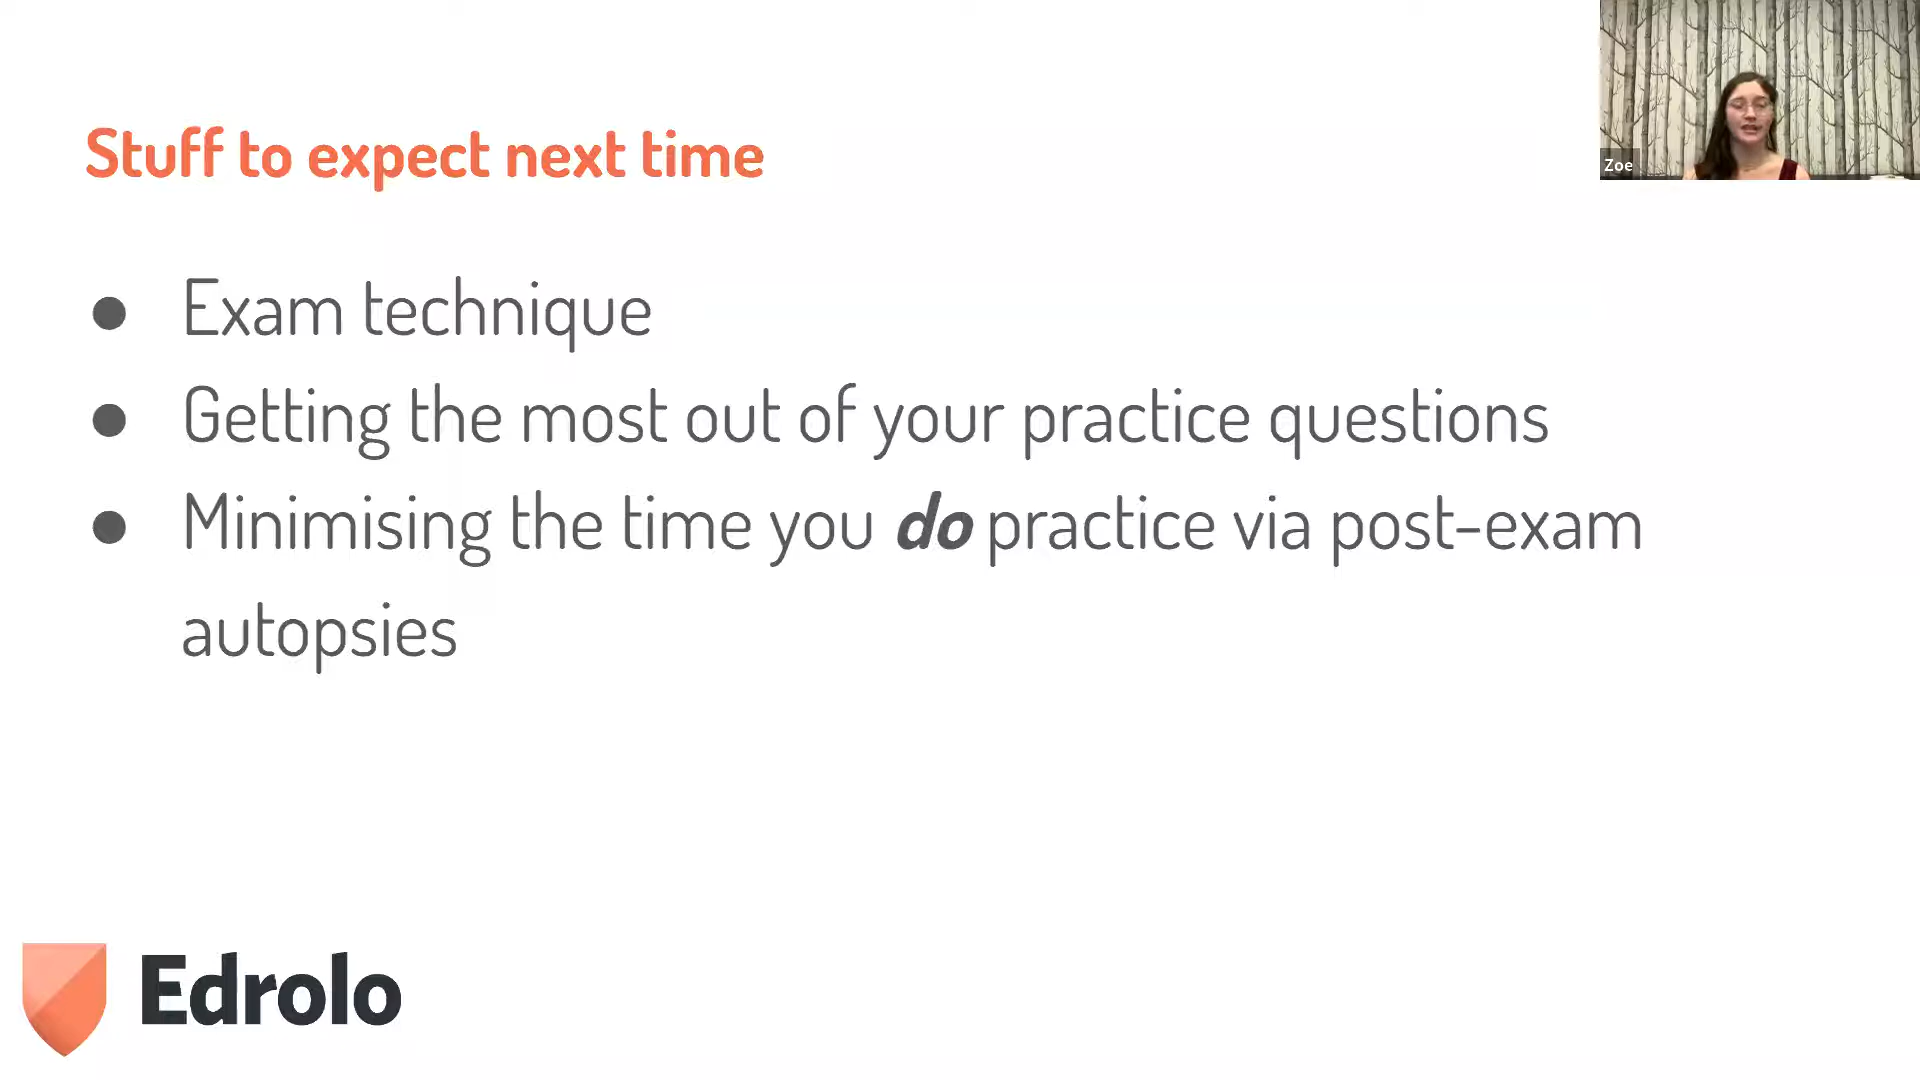 Stuff to expect next time
Zoe
● Exam technique
● Getting the most out of your practice questions
● Minimising the time you do practice via post-exam
autopsies
Edrolo